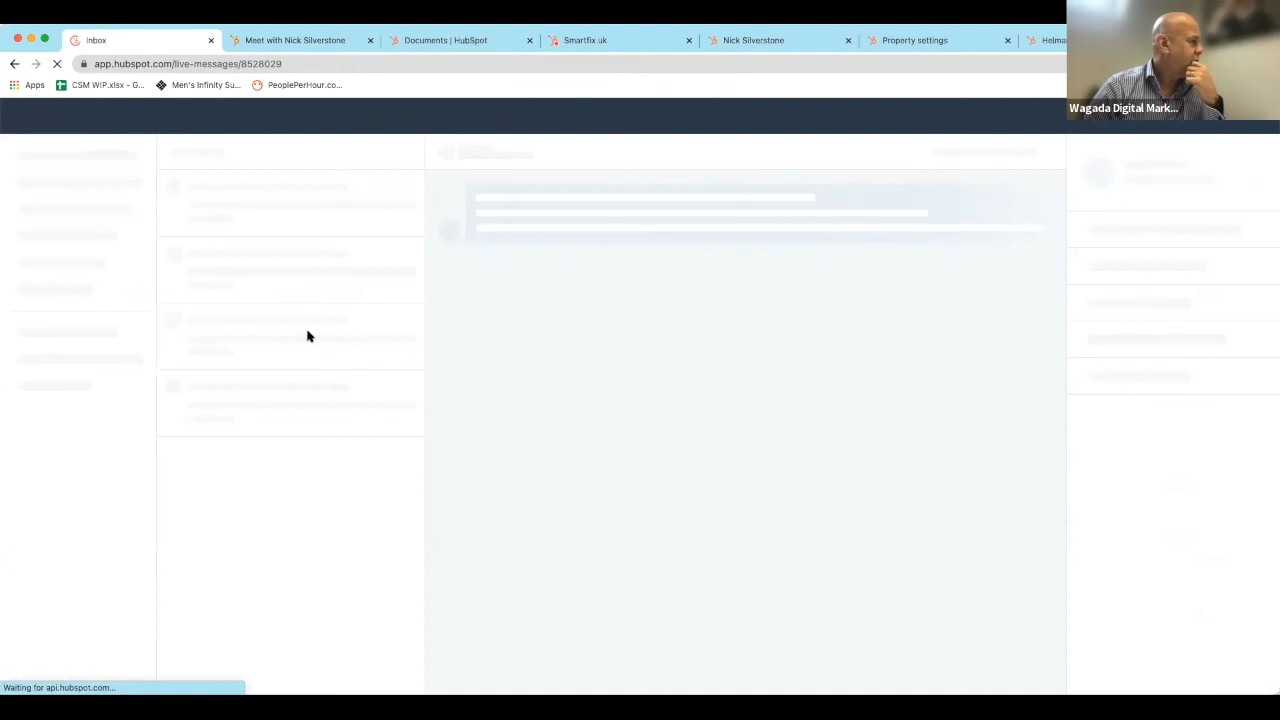 Inbox
Meet with Nick Silverstone
Documents | HubSpot
Smartfix uk
Nick Silverstone
Property settings
Helma
app.hubspot.com/live-messages/8528029
Apps
CSM WIP.xlsx - G...
Men's Infinity Su...
PeoplePerHour.co...
Wagada Digital Mark...
Waiting for api.hubspot.com...